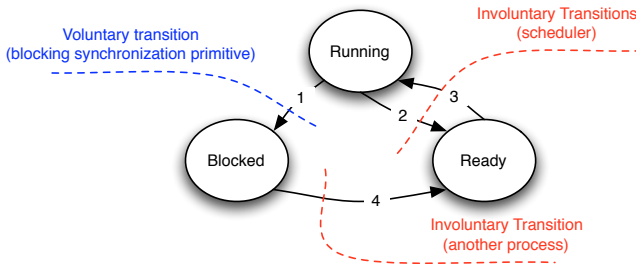 Voluntary transition
(blocking synchronization primitive)
Involuntary Transitions
(scheduler)
Running
1
2
3
Blocked
Ready
4
Involuntary Transition
(another process)